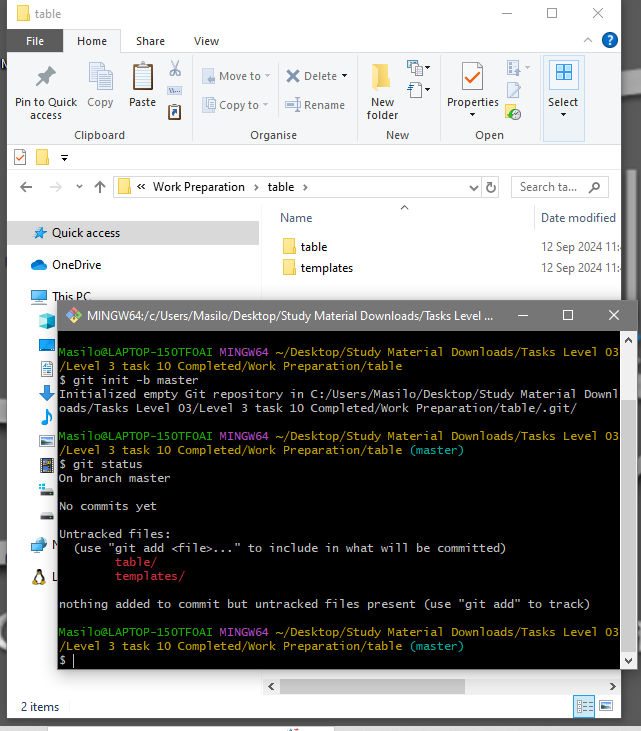 table
File Home Share View
Pin to Quick access
Copy
Paste
Move to
Copy to
Delete
Rename
New folder
Properties
Select
Clipboard Organise New Open
« Work Preparation > table >
Search ta...
Name Date modified
Quick access
OneDrive
This PC
table 12 Sep 2024 11:
templates 12 Sep 2024 11:
MINGW64:/c/Users/Masilo/Desktop/Study Material Downloads/Tasks Level ...
Masilo@LAPTOP-150TFOAI MINGW64 ~/Desktop/Study Material Downloads/Tasks Level 03
/Level 3 task 10 Completed/Work Preparation/table
$ git init -b master
Initialized empty Git repository in C:/Users/Masilo/Desktop/Study Material Downl
oads/Tasks Level 03/Level 3 task 10 Completed/Work Preparation/table/.git/
Masilo@LAPTOP-150TFOAI MINGW64 ~/Desktop/Study Material Downloads/Tasks Level 03
/Level 3 task 10 Completed/Work Preparation/table (master)
$ git status
On branch master
No commits yet
Untracked files:
(use "git add <file>..." to include in what will be committed)
table/
templates/
nothing added to commit but untracked files present (use "git add" to track)
Masilo@LAPTOP-150TFOAI MINGW64 ~/Desktop/Study Material Downloads/Tasks Level 03
/Level 3 task 10 Completed/Work Preparation/table (master)
$
2 items